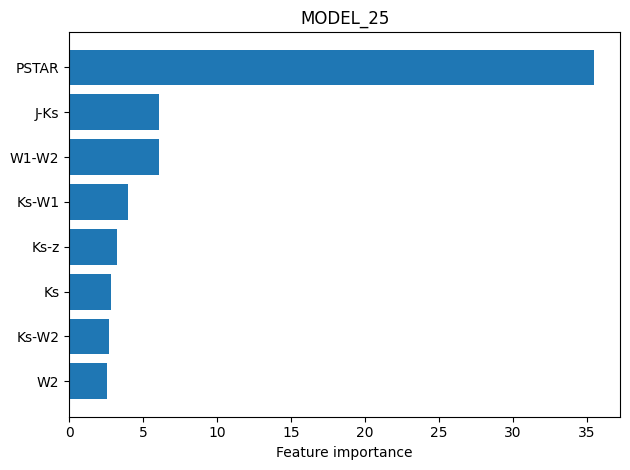 MODEL_25
PSTAR
J-Ks
W1-W2
Ks-W1
Ks-z
Ks
Ks-W2
W2
0 5 10 15 20 25 30 35
Feature importance